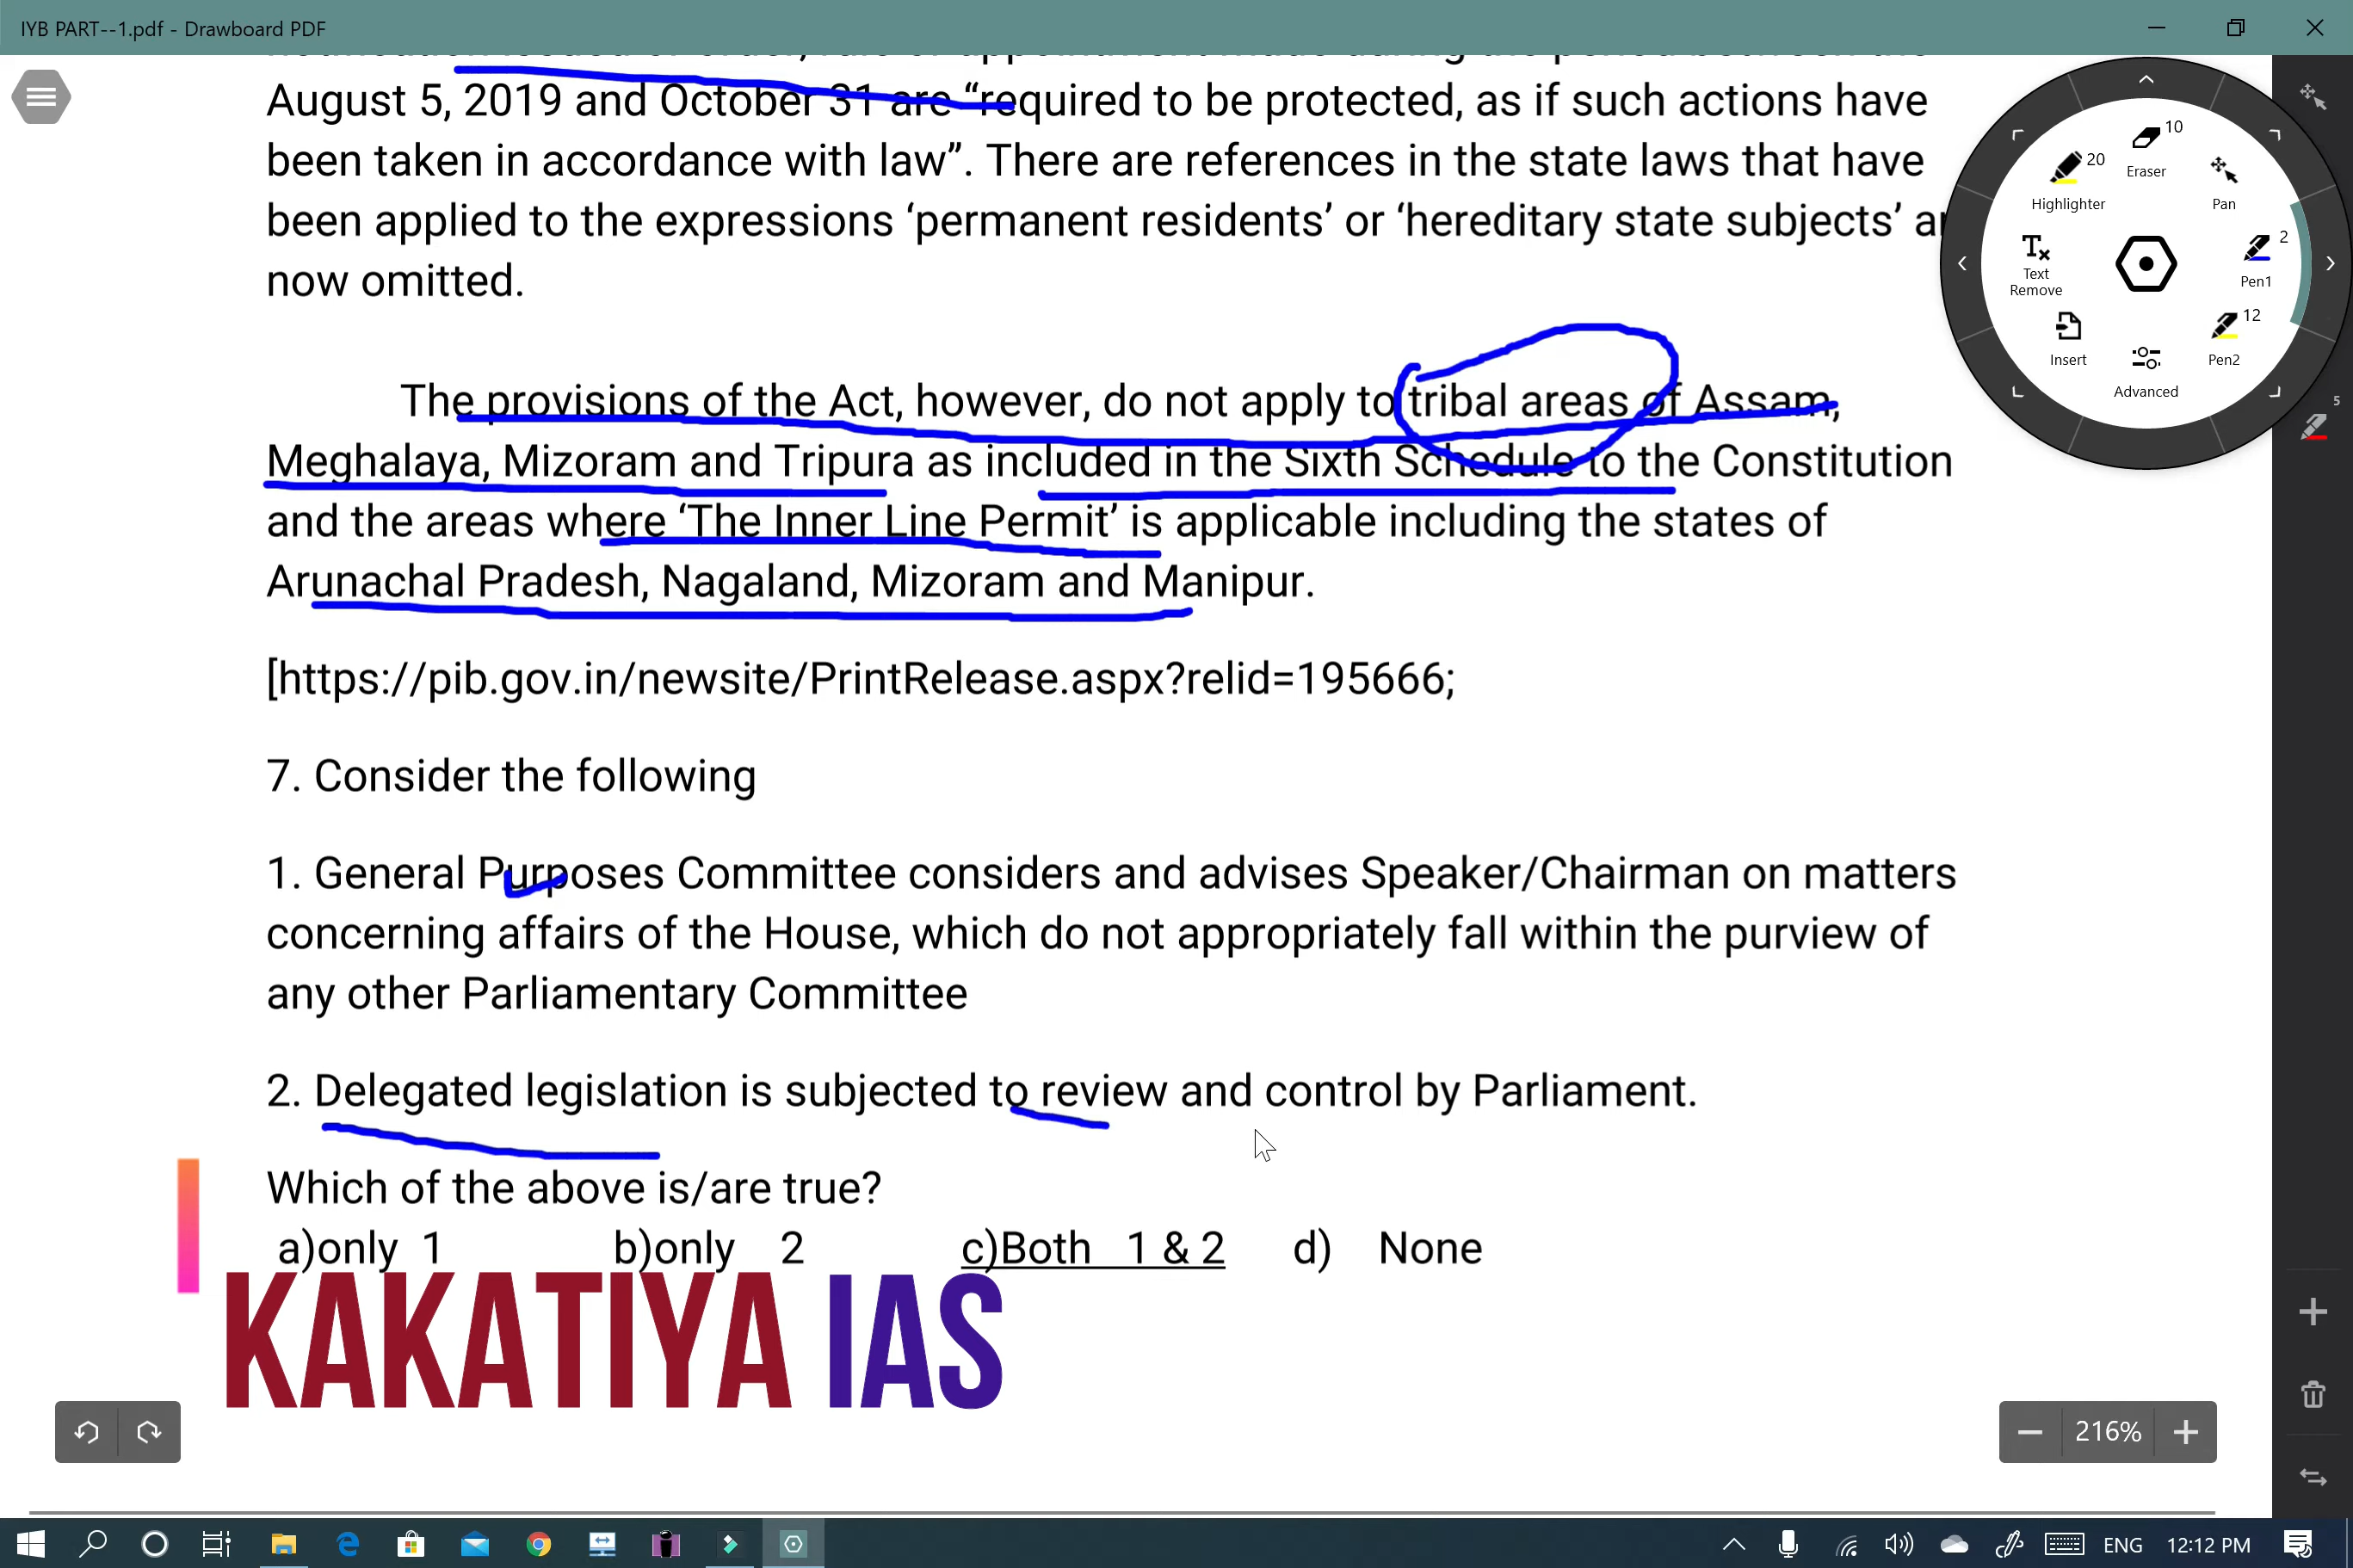 IYB PART--1.pdf - Drawboard PDF
August 5, 2019 and October 31 are “required to be protected, as if such actions have
been taken in accordance with law”. There are references in the state laws that have
been applied to the expressions ‘permanent residents’ or ‘hereditary state subjects’
now omitted.
The provisions of the Act, however, do not apply to tribal areas of Assam,
Meghalaya, Mizoram and Tripura as included in the Sixth Schedule to the Constitution
and the areas where ‘The Inner Line Permit’ is applicable including the states of
Arunachal Pradesh, Nagaland, Mizoram and Manipur.
[https://pib.gov.in/newsite/PrintRelease.aspx?relid=195666;
7. Consider the following
1. General Purposes Committee considers and advises Speaker/Chairman on matters
concerning affairs of the House, which do not appropriately fall within the purview of
any other Parliamentary Committee
2. Delegated legislation is subjected to review and control by Parliament.
Which of the above is/are true?
a)only 1 b)only 2 c)Both 1 & 2 d) None
KAKATIYA IAS
10
Eraser
20
Highlighter
Pan
Text
Remove
2
Pen1
Insert
12
Pen2
Advanced
5
216%
ENG 12:12 PM